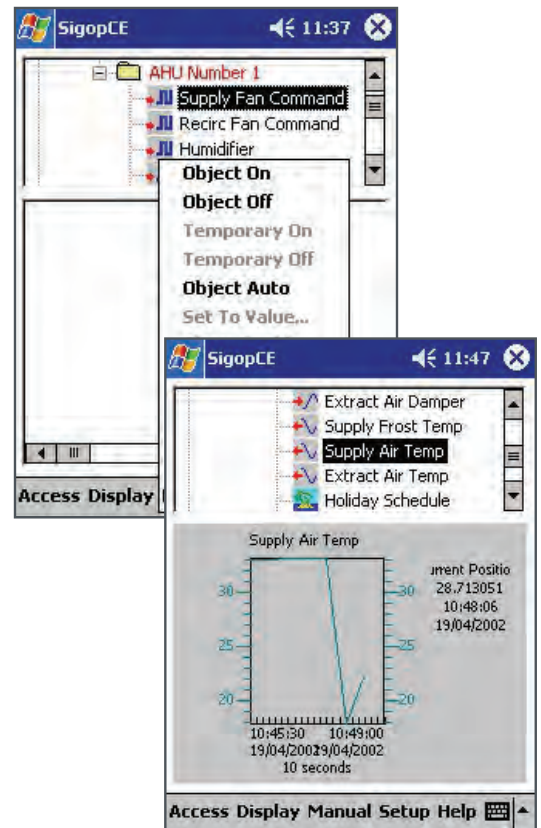 SigopCE 11:37
AHU Number 1
Supply Fan Command
Recirc Fan Command
Humidifier
Object On
Object Off
Temporary On
Temporary Off
Object Auto
Set To Value...
Access Display
SigopCE 11:47
Extract Air Damper
Supply Frost Temp
Supply Air Temp
Extract Air Temp
Holiday Schedule
Supply Air Temp
30 30
25 25
20 20
10:45:30 10:49:00
19/04/2002 19/04/2002
10 seconds
urrent Positio
28.713051
10:48:06
19/04/2002
Access Display Manual Setup Help